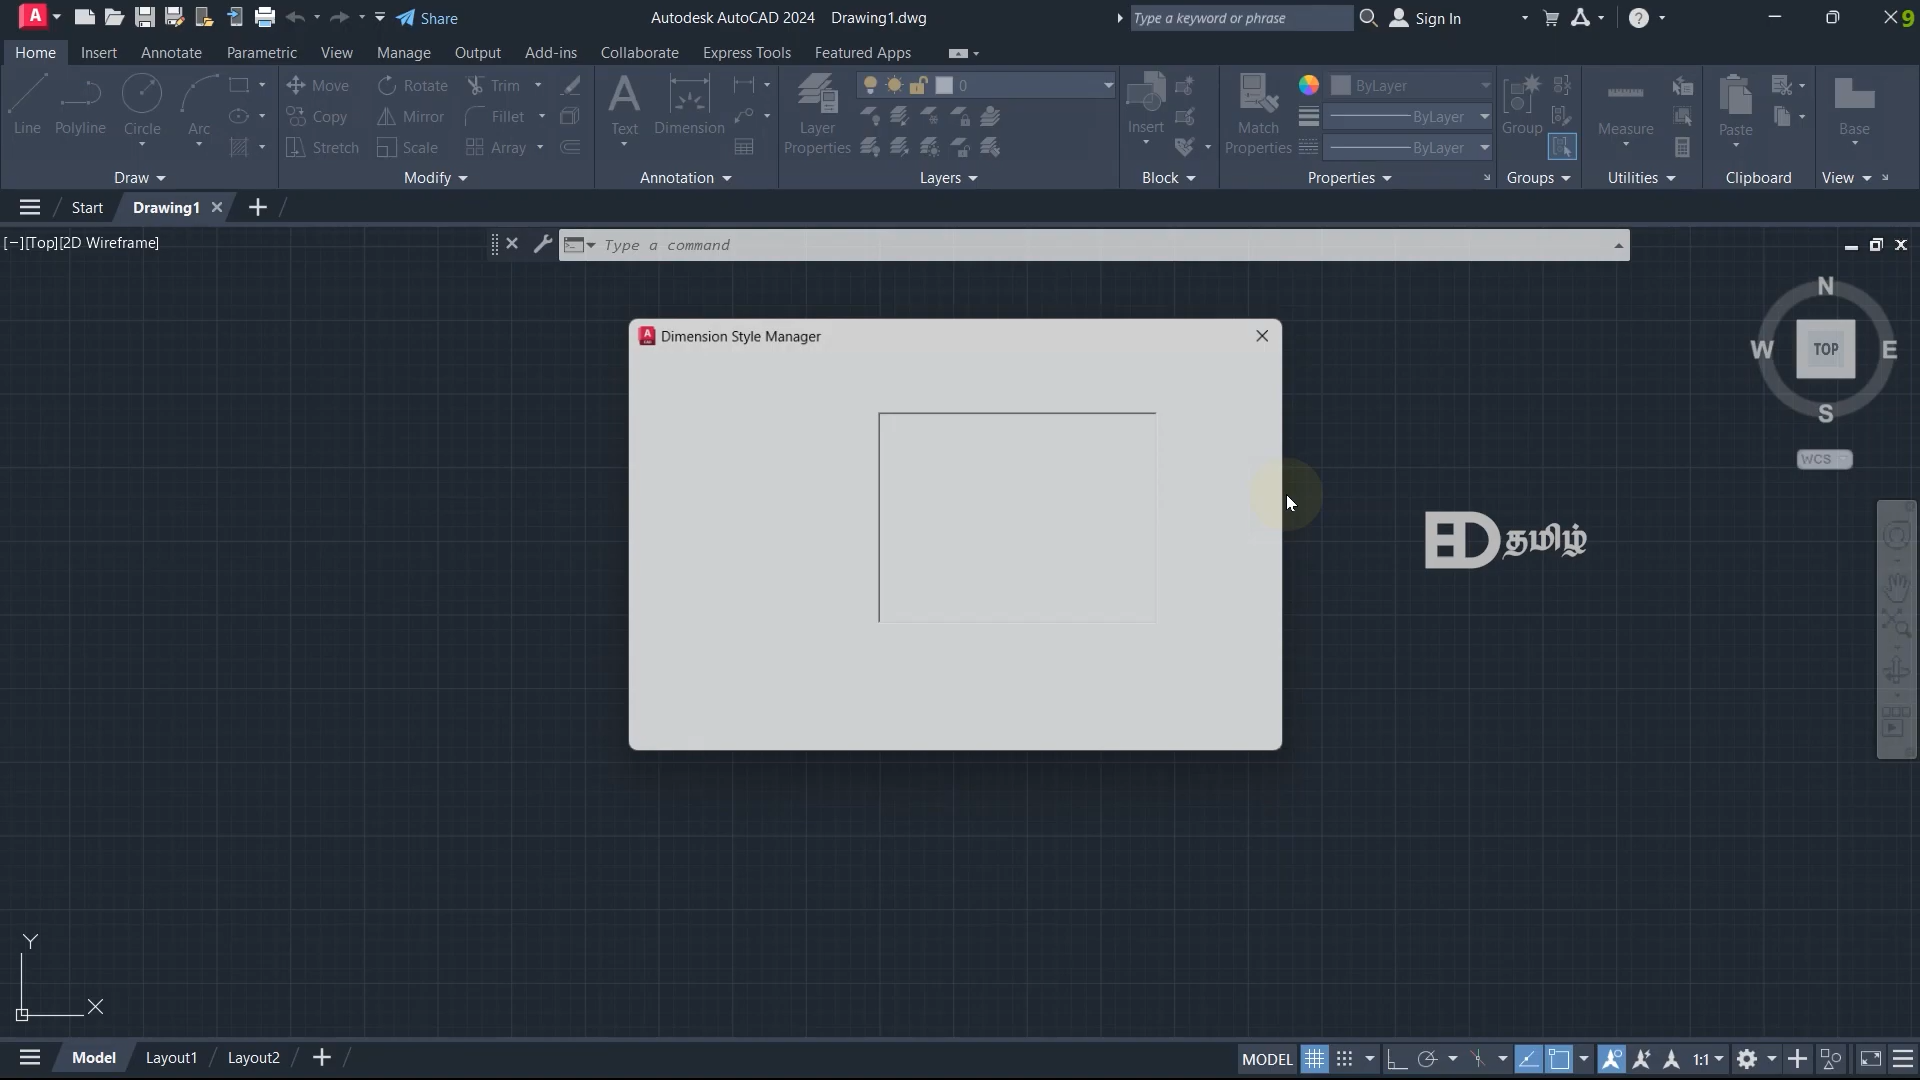 Share
Autodesk AutoCAD 2024 Drawing1.dwg
Type a keyword or phrase
Sign In
9
Home Insert Annotate Parametric View Manage Output Add-ins Collaborate Express Tools Featured Apps
Move Rotate Trim 0 ByLayer
Line Polyline Circle Arc Copy Mirror Fillet Text Dimension Layer Properties Insert Match Properties ByLayer Group Measure Paste Base
Stretch Scale Array ByLayer
Draw Modify Annotation Layers Block Properties Groups Utilities Clipboard View
Start Drawing1
[−][Top][2D Wireframe]
Type a command
N
Dimension Style Manager
W TOP E
S
WCS
ED தமிழ்
Y
X
Model Layout1 Layout2 MODEL 1:1